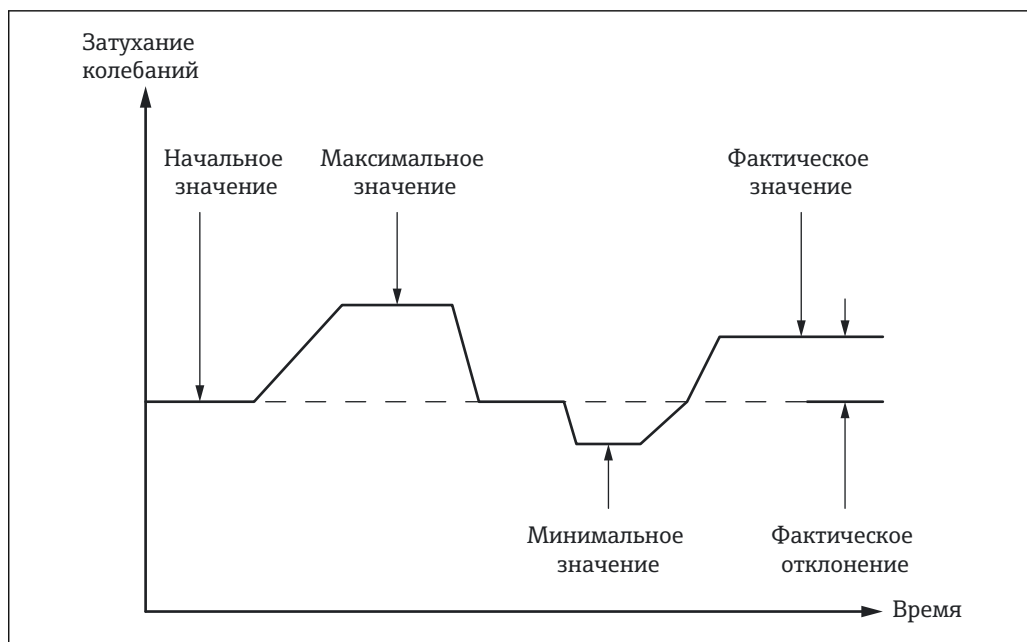 Затухание
колебаний
Начальное
значение
Максимальное
значение
Фактическое
значение
Минимальное
значение
Фактическое
отклонение
Время